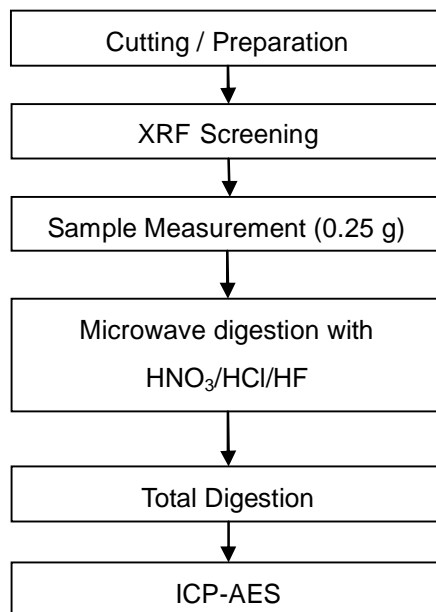 Cutting / Preparation
XRF Screening
Sample Measurement (0.25 g)
Microwave digestion with
HNO₃/HCl/HF
Total Digestion
ICP-AES